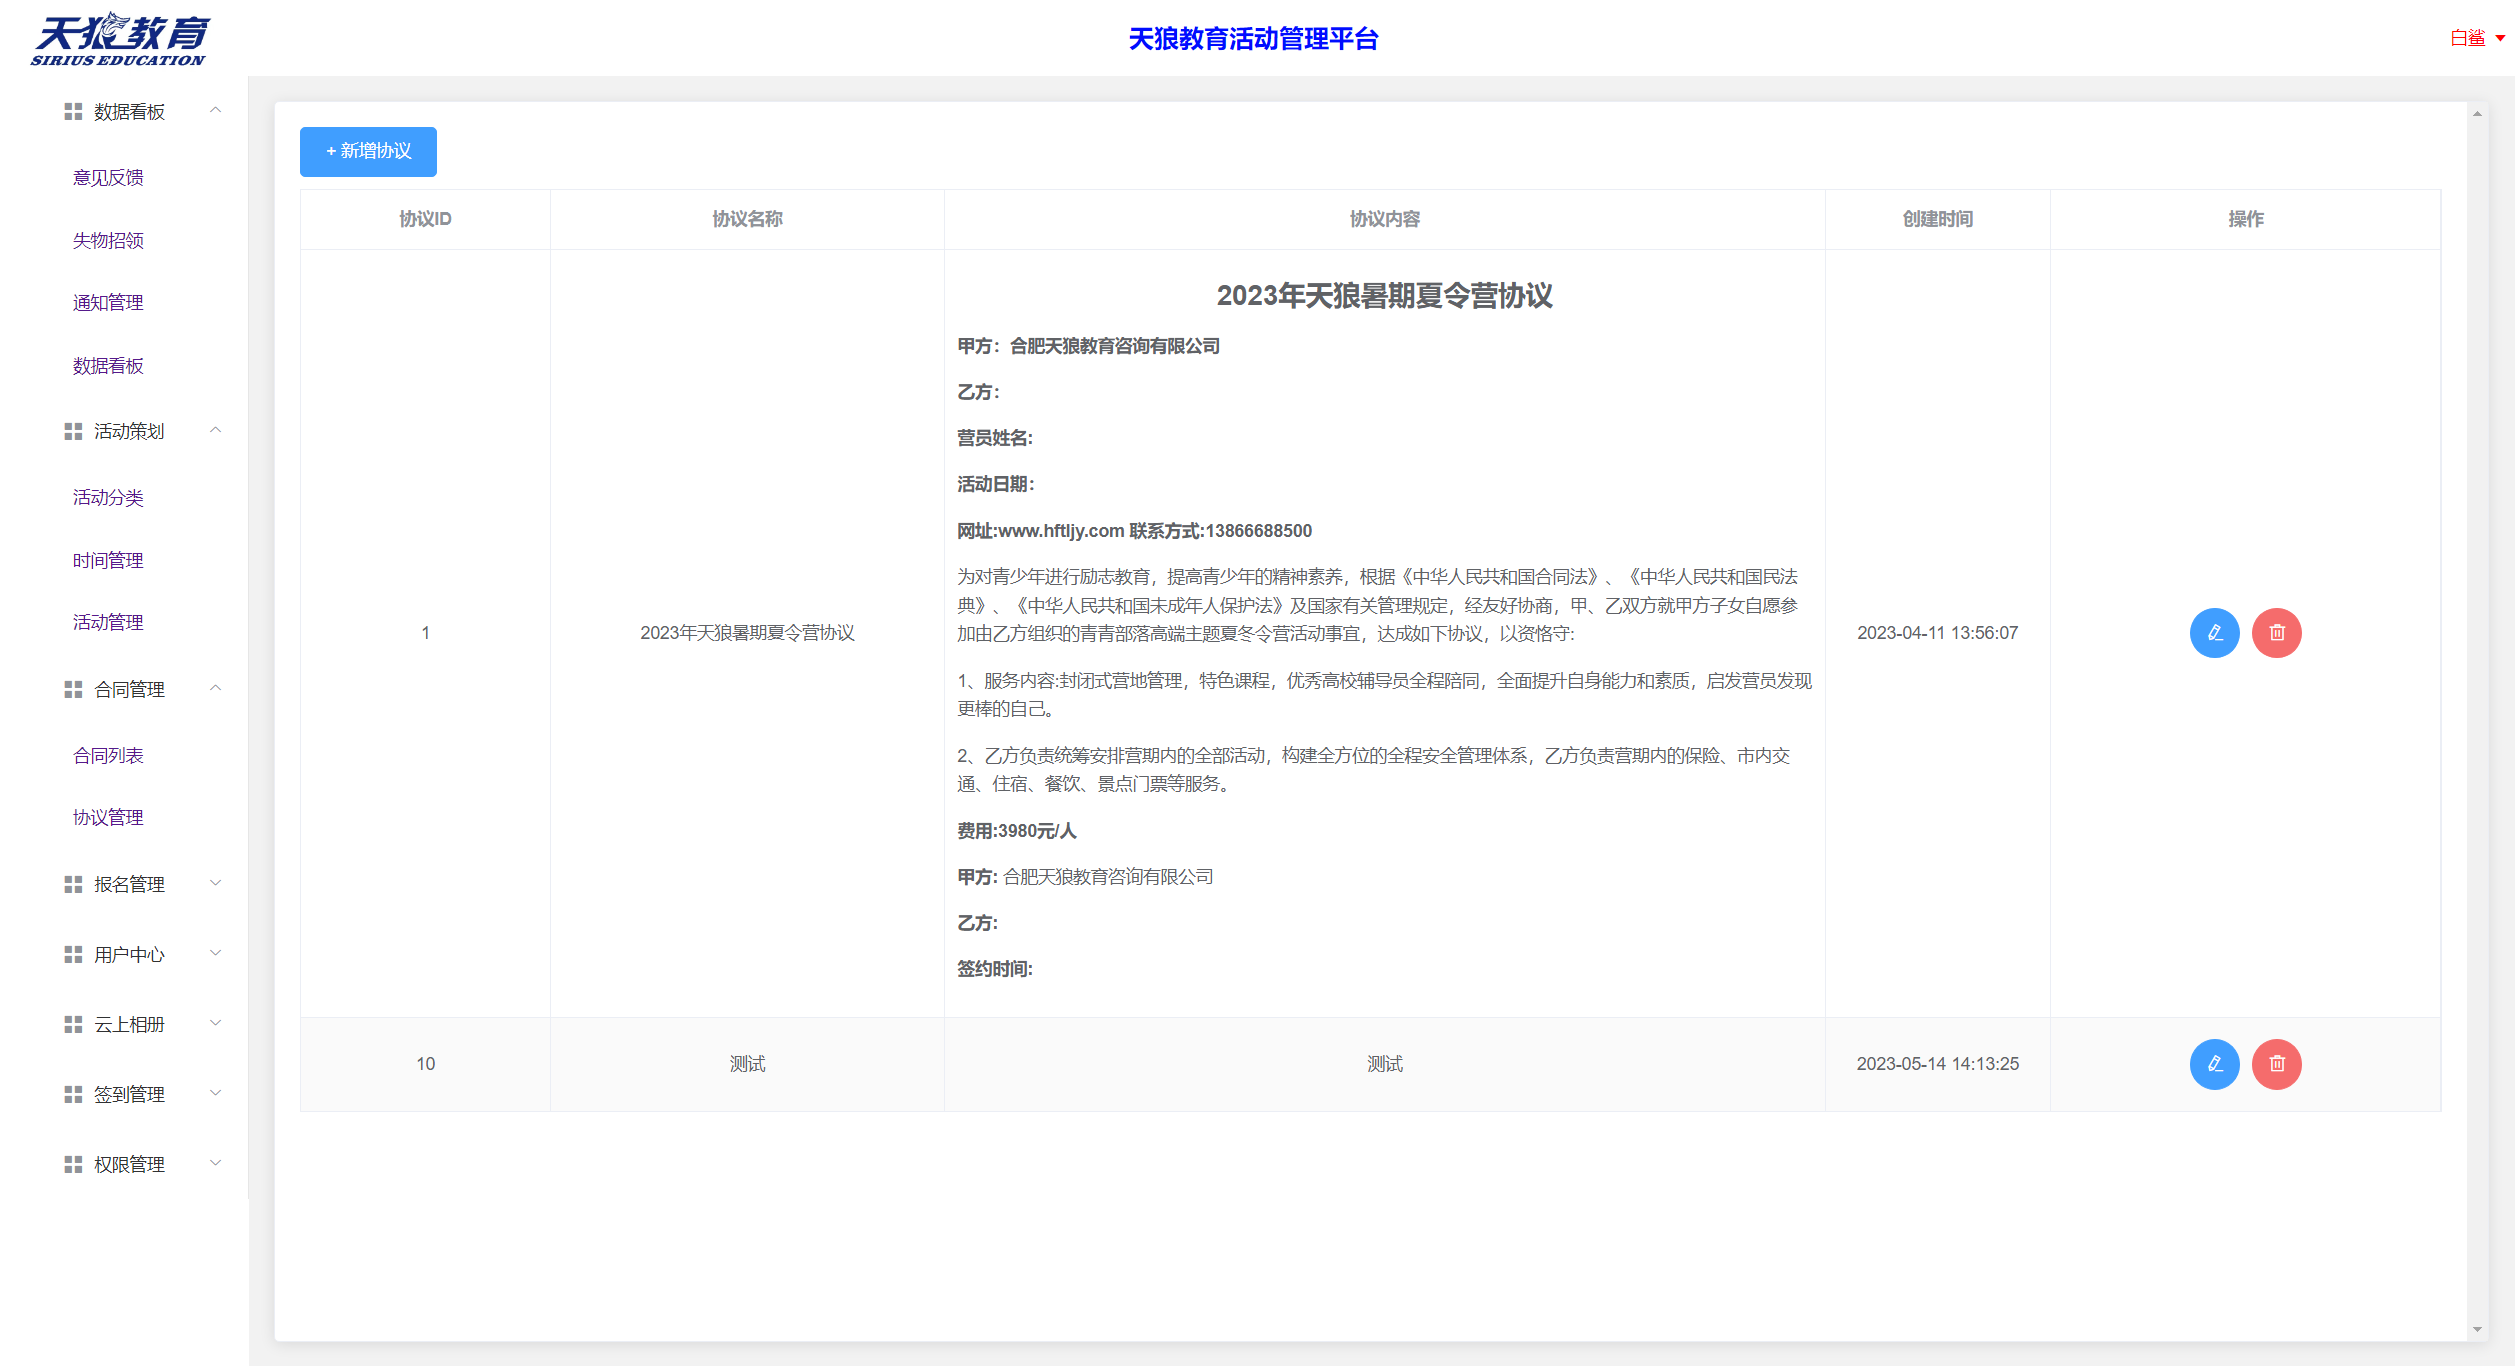 天狼教育
SIRIUS EDUCATION
天狼教育活动管理平台
白鲨
数据看板
意见反馈
失物招领
通知管理
数据看板
活动策划
活动分类
时间管理
活动管理
合同管理
合同列表
协议管理
报名管理
用户中心
云上相册
签到管理
权限管理
+ 新增协议
协议ID 协议名称 协议内容 创建时间 操作
2023年天狼暑期夏令营协议
甲方：合肥天狼教育咨询有限公司
乙方：
营员姓名:
活动日期：
网址:www.hftljy.com 联系方式:13866688500
为对青少年进行励志教育，提高青少年的精神素养，根据《中华人民共和国合同法》、《中华人民共和国民法
典》、《中华人民共和国未成年人保护法》及国家有关管理规定，经友好协商，甲、乙双方就甲方子女自愿参
加由乙方组织的青青部落高端主题夏冬令营活动事宜，达成如下协议，以资恪守:
1、服务内容:封闭式营地管理，特色课程，优秀高校辅导员全程陪同，全面提升自身能力和素质，启发营员发现
更棒的自己。
2、乙方负责统筹安排营期内的全部活动，构建全方位的全程安全管理体系，乙方负责营期内的保险、市内交
通、住宿、餐饮、景点门票等服务。
费用:3980元/人
甲方: 合肥天狼教育咨询有限公司
乙方:
签约时间:
1 2023年天狼暑期夏令营协议 2023-04-11 13:56:07
10 测试 测试 2023-05-14 14:13:25